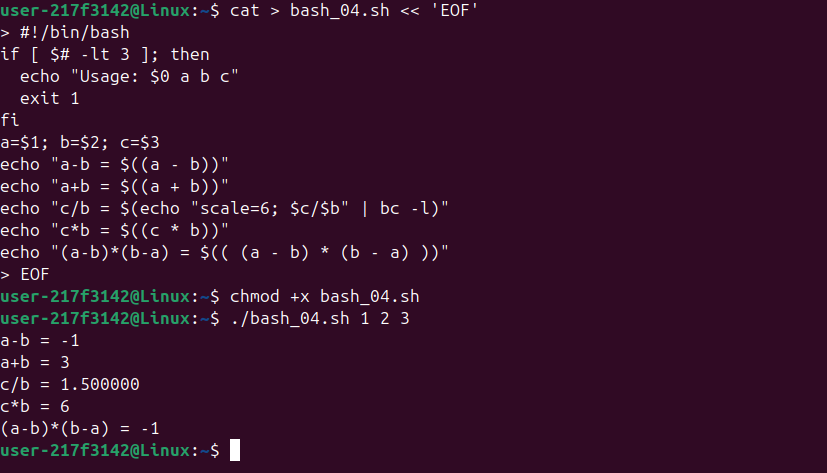 user-217f3142@Linux:~$ cat > bash_04.sh << 'EOF'
> #!/bin/bash
if [ $# -lt 3 ]; then
  echo "Usage: $0 a b c"
  exit 1
fi
a=$1; b=$2; c=$3
echo "a-b = $((a - b))"
echo "a+b = $((a + b))"
echo "c/b = $(echo "scale=6; $c/$b" | bc -l)"
echo "c*b = $((c * b))"
echo "(a-b)*(b-a) = $(( (a - b) * (b - a) ))"
> EOF
user-217f3142@Linux:~$ chmod +x bash_04.sh
user-217f3142@Linux:~$ ./bash_04.sh 1 2 3
a-b = -1
a+b = 3
c/b = 1.500000
c*b = 6
(a-b)*(b-a) = -1
user-217f3142@Linux:~$